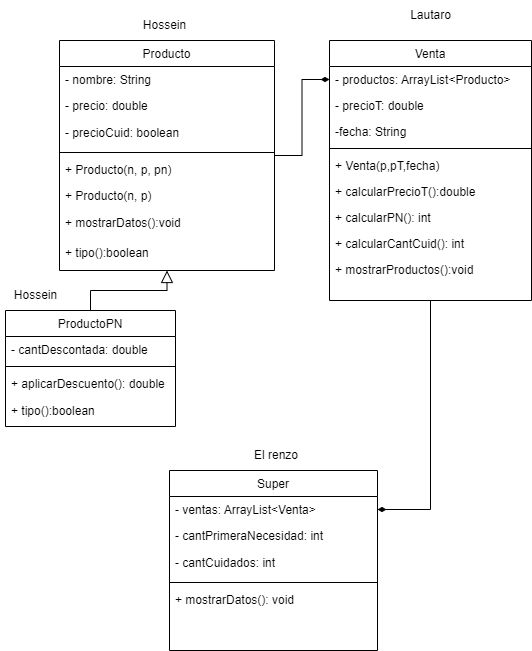 Hossein
Producto
- nombre: String
- precio: double
- precioCuid: boolean
+ Producto(n, p, pn)
+ Producto(n, p)
+ mostrarDatos():void
+ tipo():boolean
Lautaro
Venta
- productos: ArrayList<Producto>
- precioT: double
-fecha: String
+ Venta(p,pT,fecha)
+ calcularPrecioT():double
+ calcularPN(): int
+ calcularCantCuid(): int
+ mostrarProductos():void
Hossein
ProductoPN
- cantDescontada: double
+ aplicarDescuento(): double
+ tipo():boolean
El renzo
Super
- ventas: ArrayList<Venta>
- cantPrimeraNecesidad: int
- cantCuidados: int
+ mostrarDatos(): void